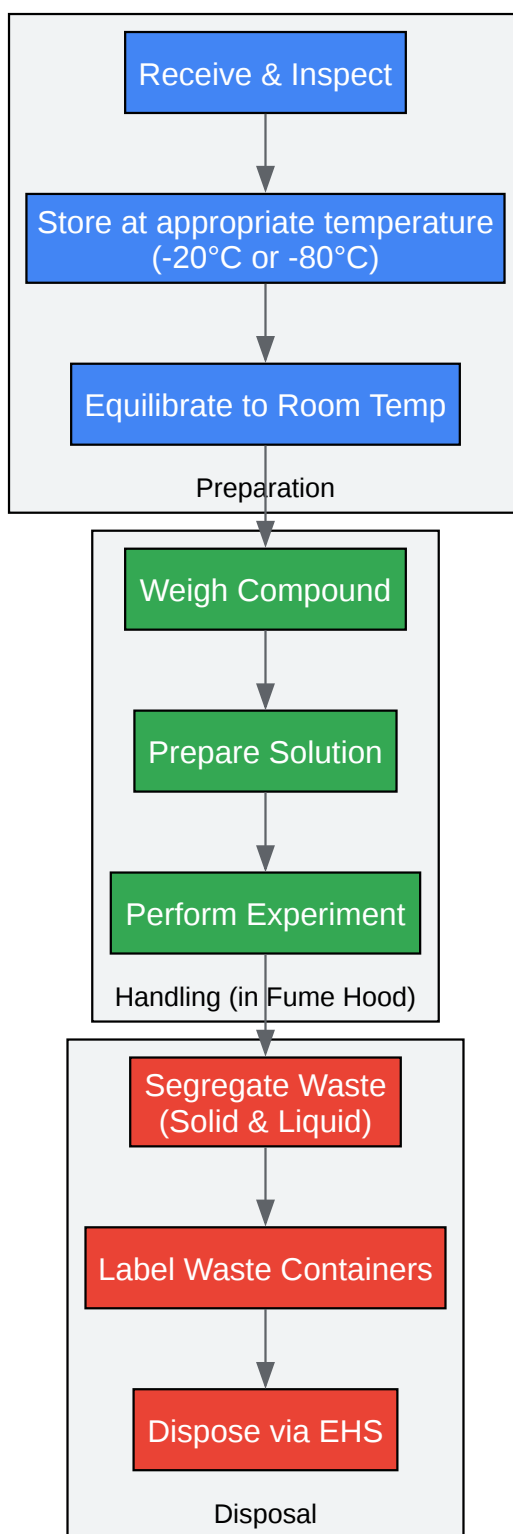 Receive & Inspect
Store at appropriate temperature
(-20°C or -80°C)
Equilibrate to Room Temp
Preparation
Weigh Compound
Prepare Solution
Perform Experiment
Handling (in Fume Hood)
Segregate Waste
(Solid & Liquid)
Label Waste Containers
Dispose via EHS
Disposal